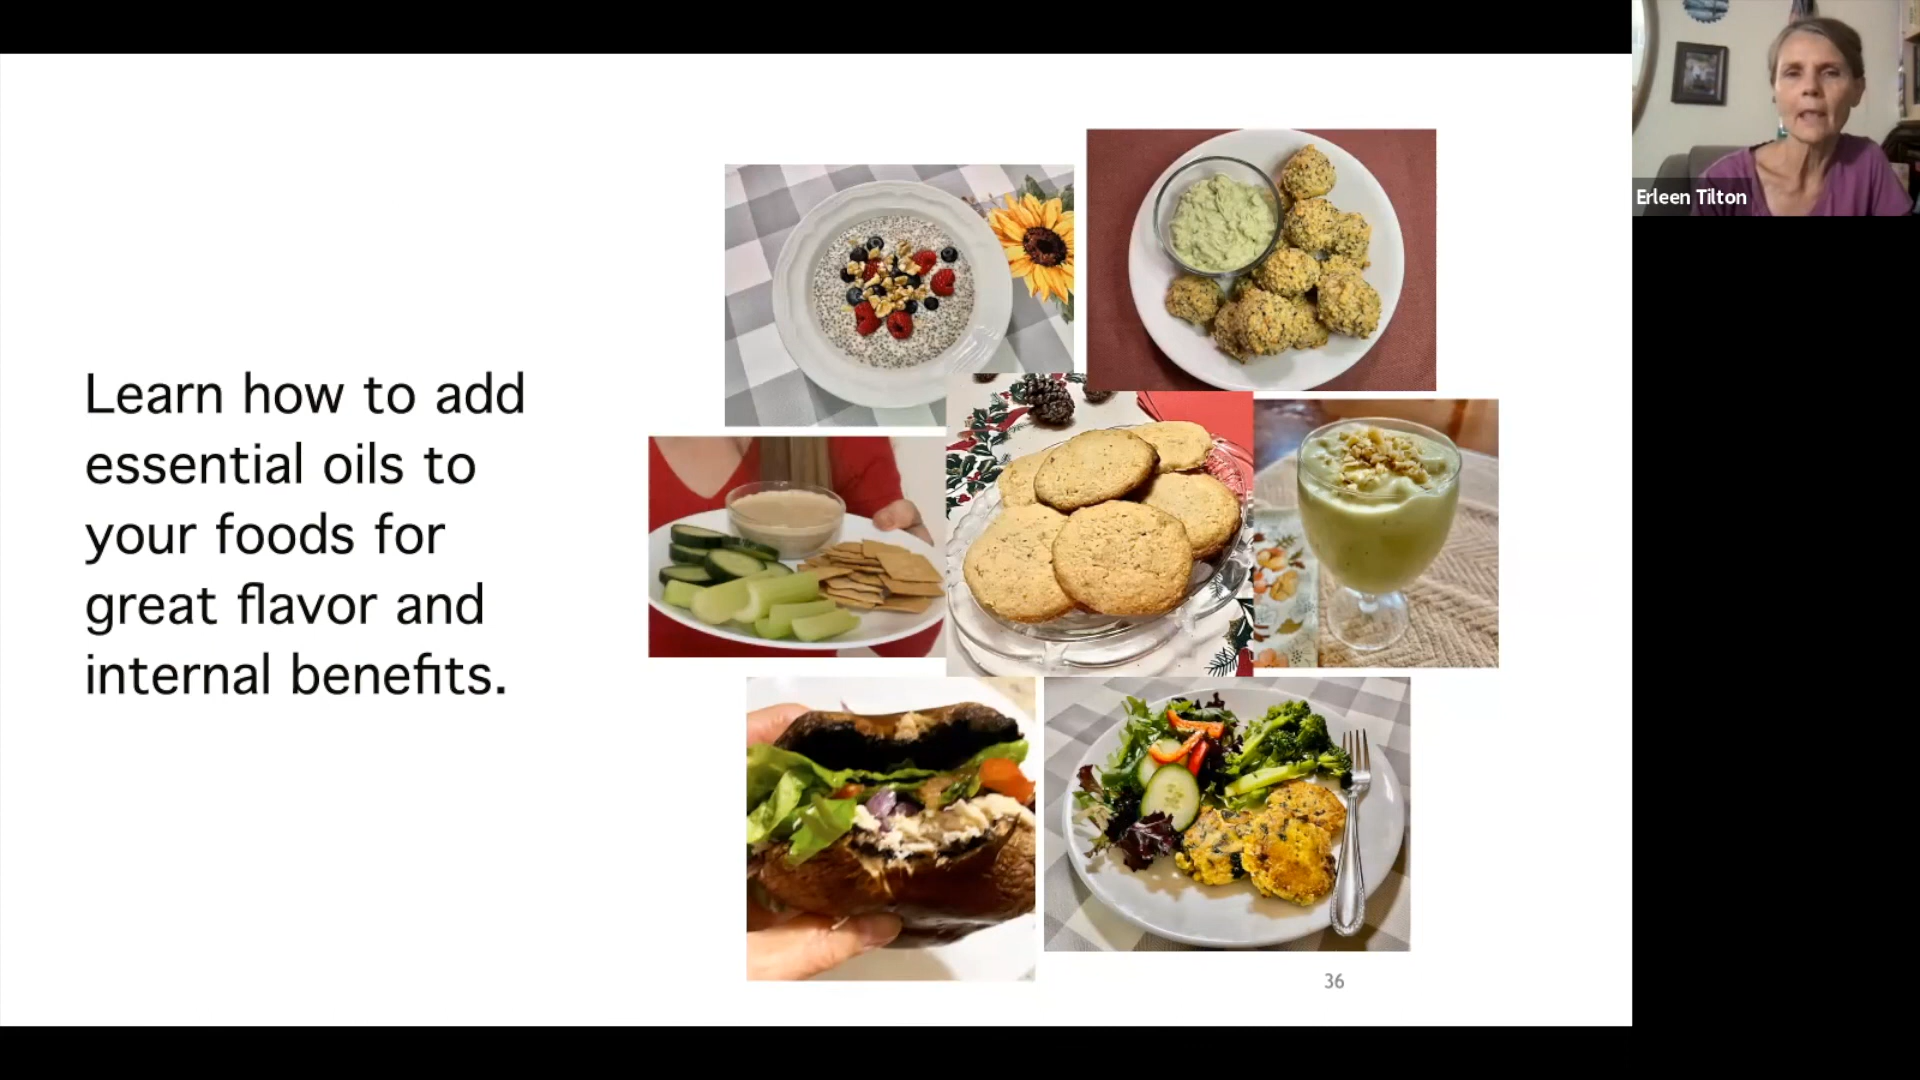 Learn how to add
essential oils to
your foods for
great flavor and
internal benefits.
36
Erleen Tilton